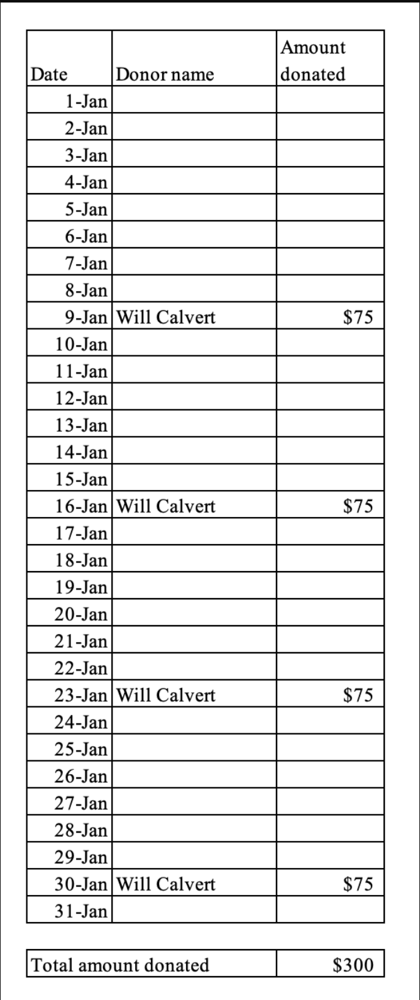 Date Donor name Amount donated
1-Jan
2-Jan
3-Jan
4-Jan
5-Jan
6-Jan
7-Jan
8-Jan
9-Jan Will Calvert $75
10-Jan
11-Jan
12-Jan
13-Jan
14-Jan
15-Jan
16-Jan Will Calvert $75
17-Jan
18-Jan
19-Jan
20-Jan
21-Jan
22-Jan
23-Jan Will Calvert $75
24-Jan
25-Jan
26-Jan
27-Jan
28-Jan
29-Jan
30-Jan Will Calvert $75
31-Jan
Total amount donated $300